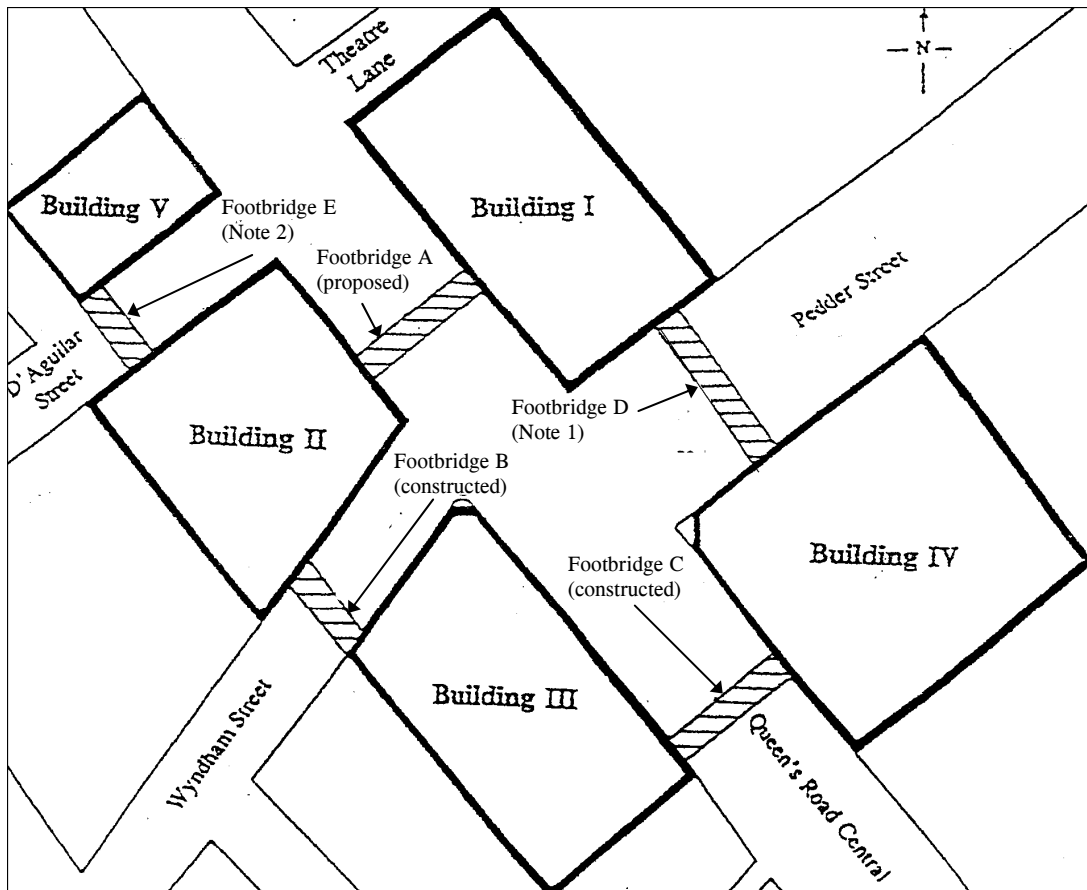 Theatre
Lane
N
Building V
Building I
Footbridge E
(Note 2)
Footbridge A
(proposed)
Pedder Street
D'Aguilar
Street
Footbridge D
(Note 1)
Building II
Footbridge B
(constructed)
Building IV
Footbridge C
(constructed)
Building III
Wyndham Street
Queen's Road Central